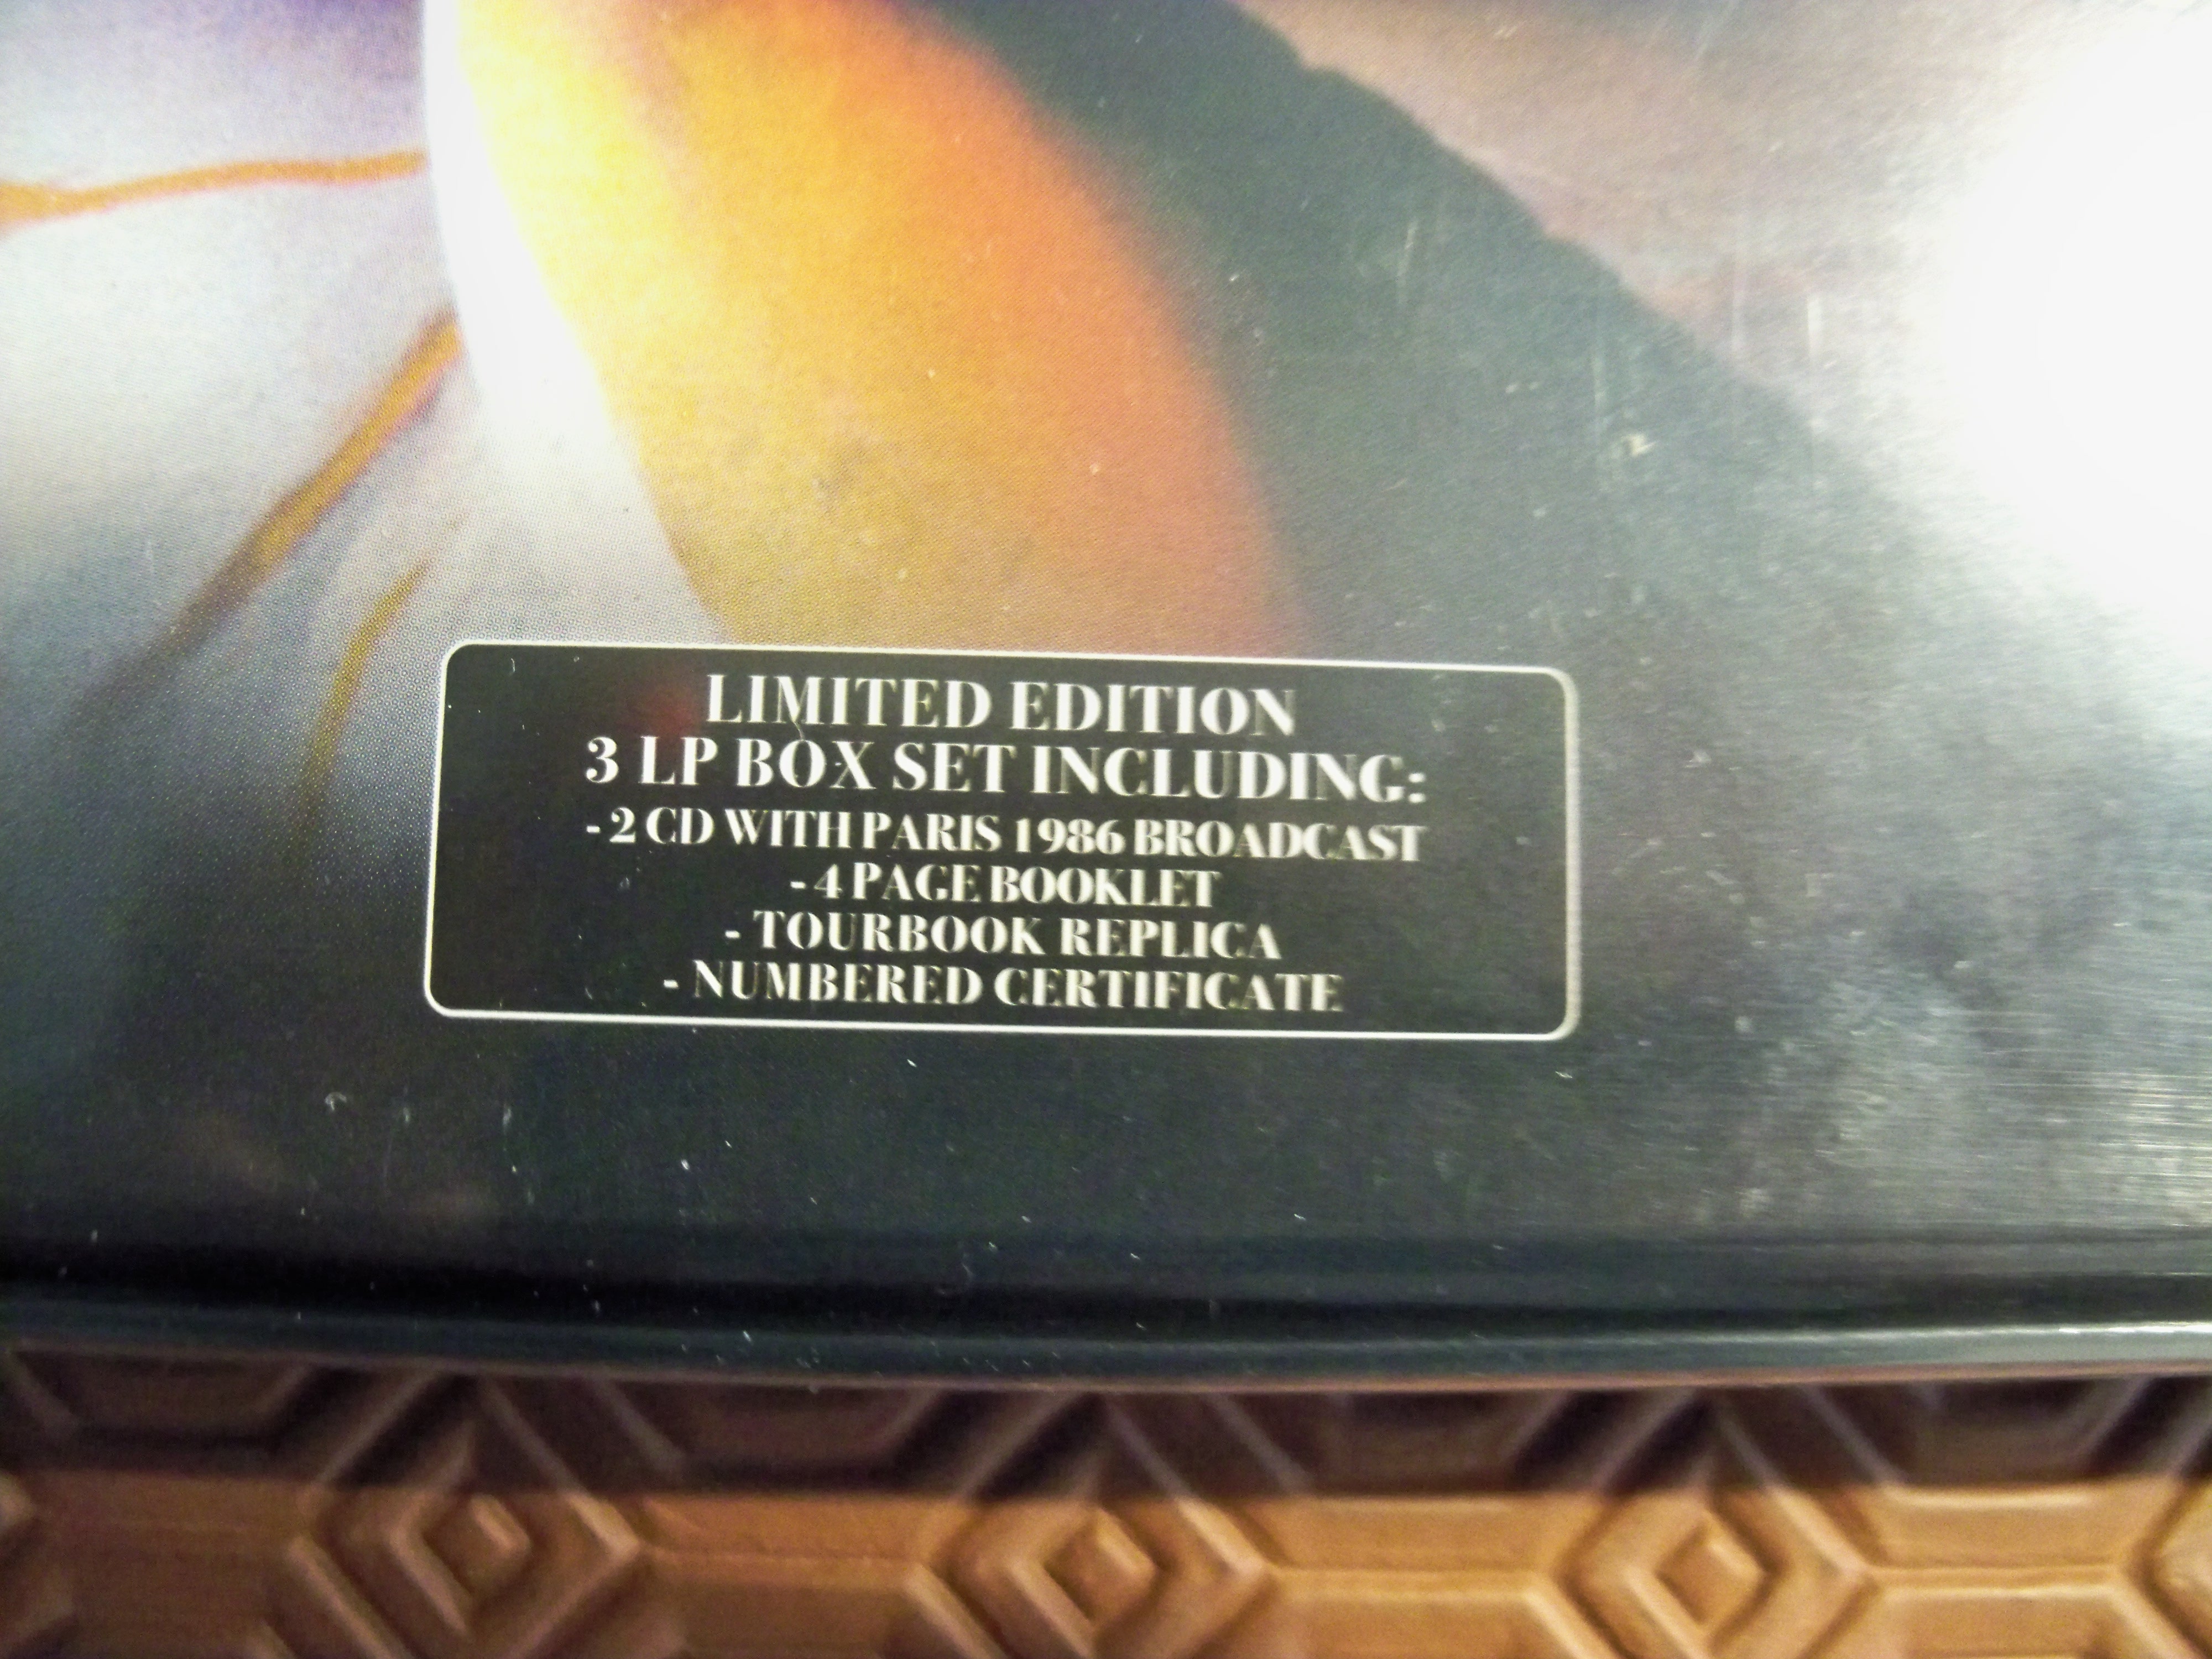 LIMITED EDITION
3 LP BOX SET INCLUDING:
- 2 CD WITH PARIS 1986 BROADCAST
- 4 PAGE BOOKLET
- TOURBOOK REPLICA
- NUMBERED CERTIFICATE